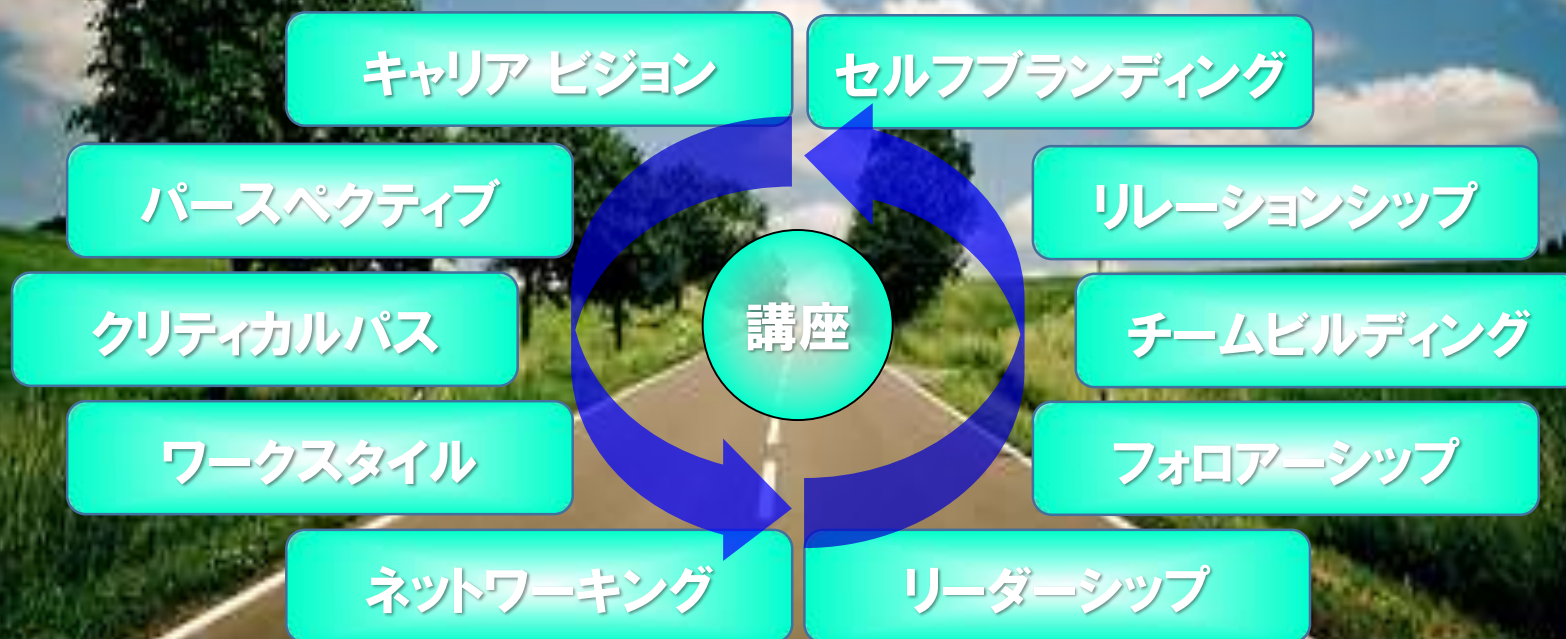 キャリア ビジョン
セルフブランディング
パースペクティブ
リレーションシップ
クリティカルパス
講座
チームビルディング
ワークスタイル
フォロアーシップ
ネットワーキング
リーダーシップ